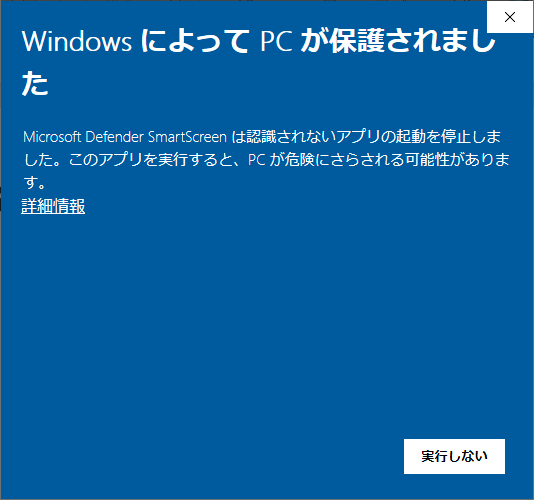 Windows によって PC が保護されまし
た
Microsoft Defender SmartScreen は認識されないアプリの起動を停止しま
した。このアプリを実行すると、PC が危険にさらされる可能性がありま
す。
詳細情報
実行しない